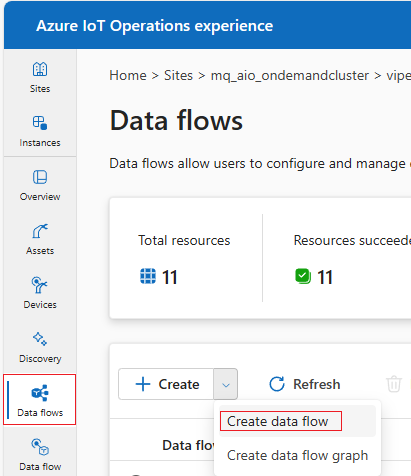 Azure IoT Operations experience
Sites
Instances
Overview
Assets
Devices
Discovery
Data flows
Data flow
Home > Sites > mq_aio_ondemandcluster > vipe
Data flows
Data flows allow users to configure and manage
Total resources
11
Resources succeede
11
Create
Refresh
Create data flow
Create data flow graph
Data flo